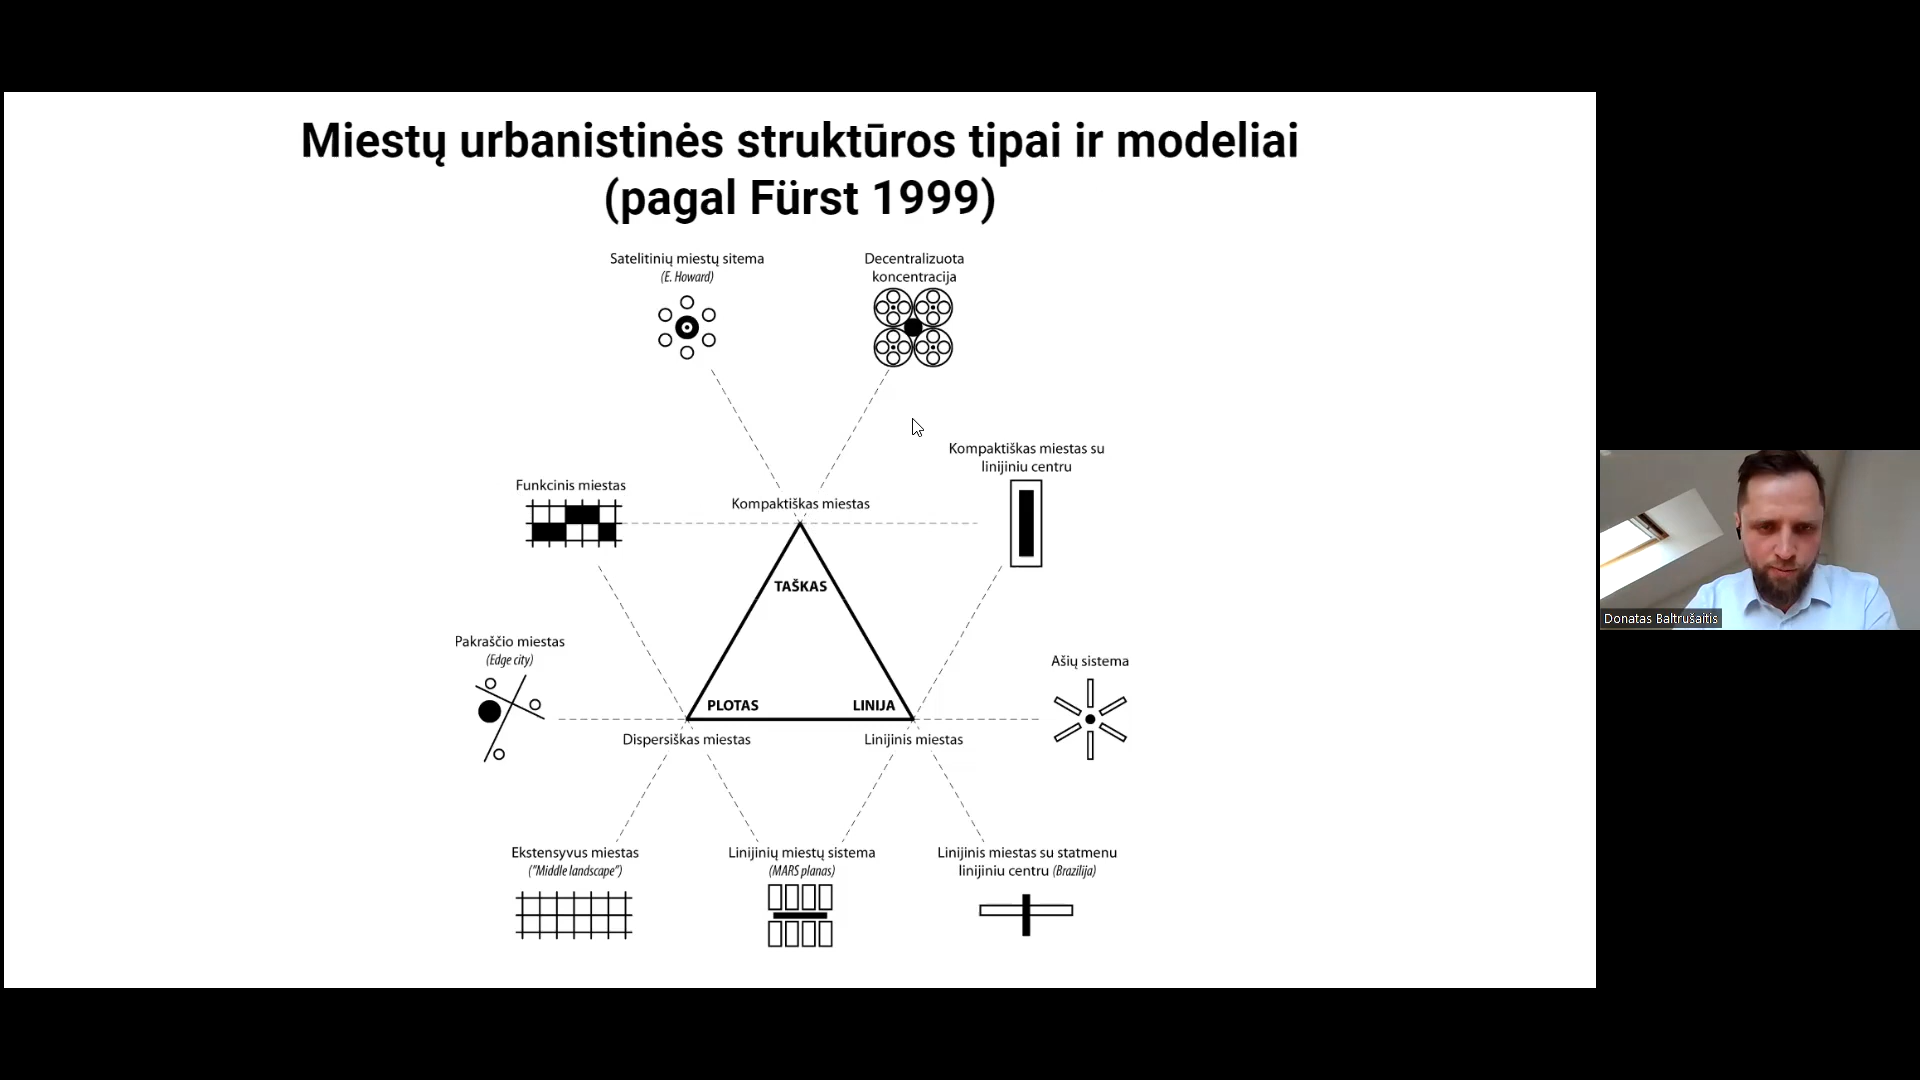 Miestų urbanistinės struktūros tipai ir modeliai
(pagal Fürst 1999)
Satelitinių miestų sitema
(E. Howard)
Decentralizuota
koncentracija
Kompaktiškas miestas su
linijiniu centru
Funkcinis miestas
Kompaktiškas miestas
TAŠKAS
Pakraščio miestas
(Edge city)
Ašių sistema
PLOTAS
LINIJA
Dispersiškas miestas
Linijinis miestas
Ekstensyvus miestas
("Middle landscape")
Linijinių miestų sistema
(MARS planas)
Linijinis miestas su statmenu
linijiniu centru (Brazilija)
Donatas Baltrušaitis